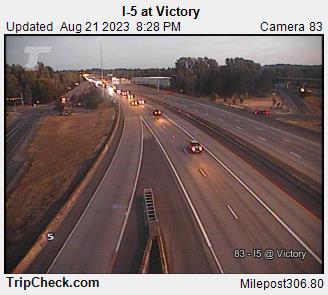 I-5 at Victory
Updated Aug 21 2023 8:28 PM Camera 83
S
83 - I5 @ Victory
TripCheck.com Milepost306.80